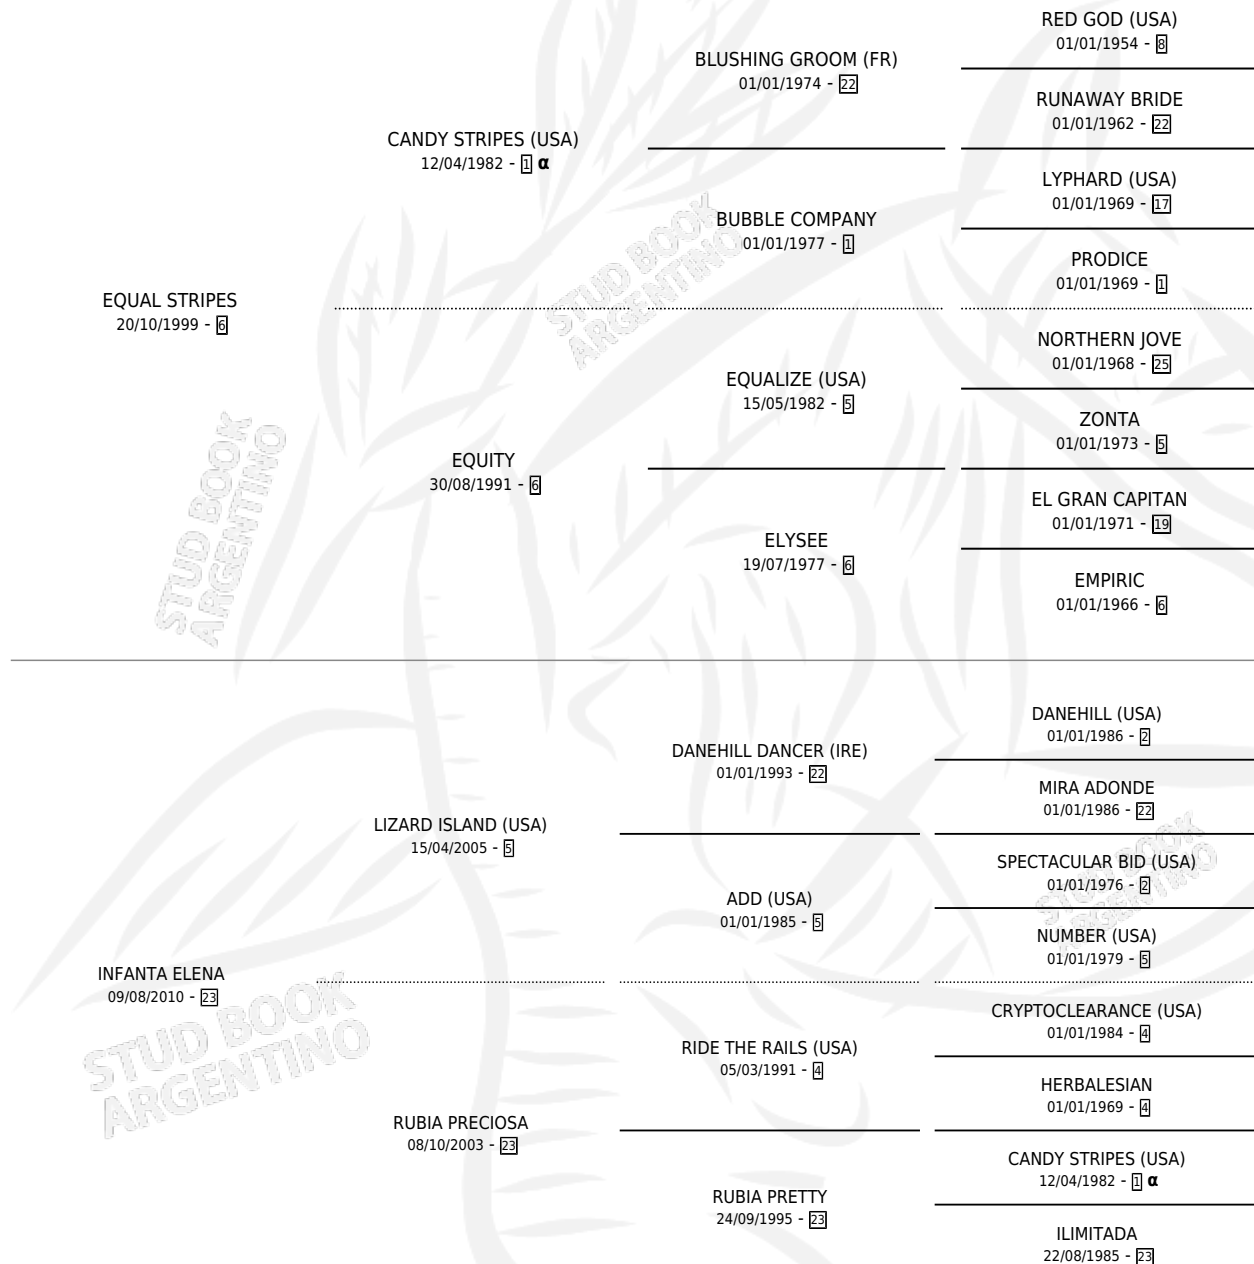 RED GOD (USA)
01/01/1954 - 8
BLUSHING GROOM (FR)
01/01/1974 - 22
RUNAWAY BRIDE
01/01/1962 - 22
CANDY STRIPES (USA)
12/04/1982 - 1 α
LYPHARD (USA)
01/01/1969 - 17
BUBBLE COMPANY
01/01/1977 - 1
PRODICE
01/01/1969 - 1
EQUAL STRIPES
20/10/1999 - 6
NORTHERN JOVE
01/01/1968 - 25
EQUALIZE (USA)
15/05/1982 - 5
ZONTA
01/01/1973 - 5
EQUITY
30/08/1991 - 6
EL GRAN CAPITAN
01/01/1971 - 19
ELYSEE
19/07/1977 - 6
EMPIRIC
01/01/1966 - 6
DANEHILL (USA)
01/01/1986 - 2
DANEHILL DANCER (IRE)
01/01/1993 - 22
MIRA ADONDE
01/01/1986 - 22
LIZARD ISLAND (USA)
15/04/2005 - 5
SPECTACULAR BID (USA)
01/01/1976 - 2
ADD (USA)
01/01/1985 - 5
NUMBER (USA)
01/01/1979 - 5
INFANTA ELENA
09/08/2010 - 23
CRYPTOCLEARANCE (USA)
01/01/1984 - 4
RIDE THE RAILS (USA)
05/03/1991 - 4
HERBALESIAN
01/01/1969 - 4
RUBIA PRECIOSA
08/10/2003 - 23
CANDY STRIPES (USA)
12/04/1982 - 1 α
RUBIA PRETTY
24/09/1995 - 23
ILIMITADA
22/08/1985 - 23
STUD BOOK
ARGENTINO
STUD BOOK
ARGENTINO
STUD BOOK
ARGENTINO
STUD BOOK
ARGENTINO